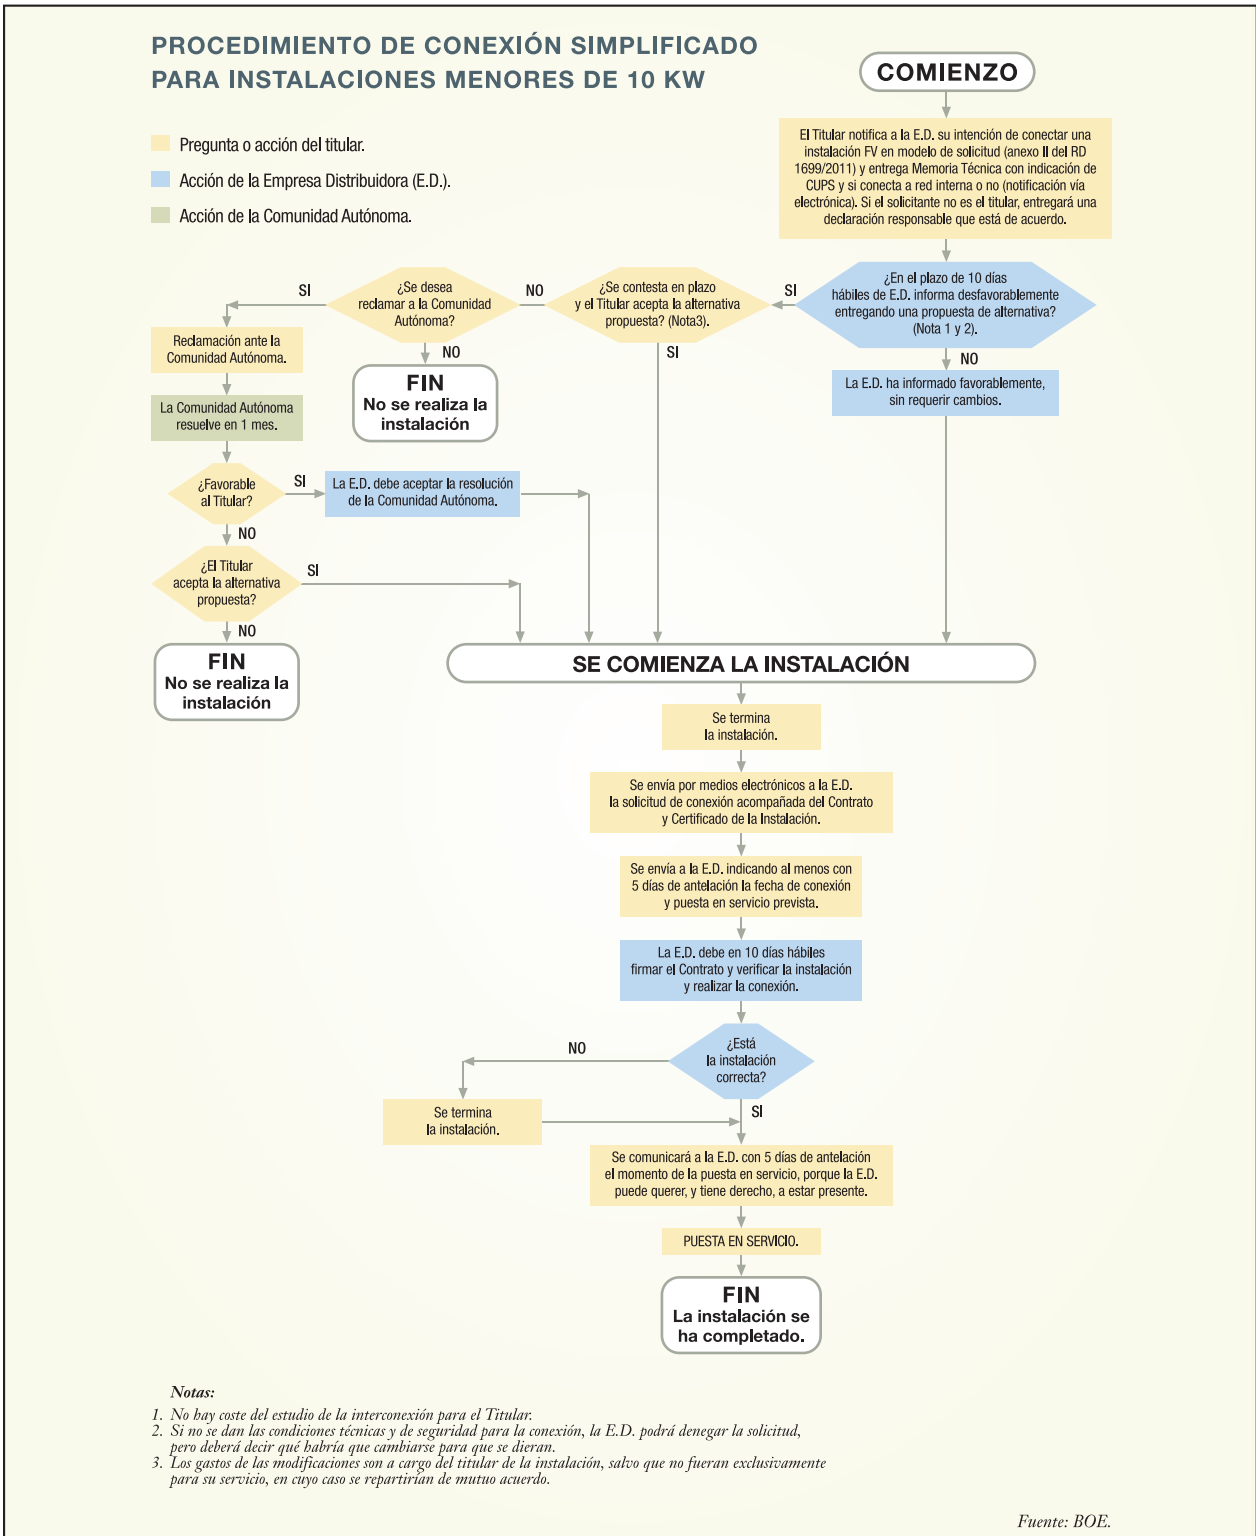 PROCEDIMIENTO DE CONEXIÓN SIMPLIFICADO
PARA INSTALACIONES MENORES DE 10 KW
Pregunta o acción del titular.
Acción de la Empresa Distribuidora (E.D.).
Acción de la Comunidad Autónoma.
COMIENZO
El Titular notifica a la E.D. su intención de conectar una
instalación FV en modelo de solicitud (anexo II del RD
1699/2011) y entrega Memoria Técnica con indicación de
CUPS y si conecta a red interna o no (notificación vía
electrónica). Si el solicitante no es el titular, entregará una
declaración responsable que está de acuerdo.
¿En el plazo de 10 días
hábiles de E.D. informa desfavorablemente
entregando una propuesta de alternativa?
(Nota 1 y 2).
SI
NO
La E.D. ha informado favorablemente,
sin requerir cambios.
¿Se contesta en plazo
y el Titular acepta la alternativa
propuesta? (Nota3).
NO
SI
¿Se desea
reclamar a la Comunidad
Autónoma?
SI
NO
FIN
No se realiza la
instalación
Reclamación ante la
Comunidad Autónoma.
La Comunidad Autónoma
resuelve en 1 mes.
¿Favorable
al Titular?
SI
La E.D. debe aceptar la resolución
de la Comunidad Autónoma.
NO
¿El Titular
acepta la alternativa
propuesta?
SI
NO
FIN
No se realiza la
instalación
SE COMIENZA LA INSTALACIÓN
Se termina
la instalación.
Se envía por medios electrónicos a la E.D.
la solicitud de conexión acompañada del Contrato
y Certificado de la Instalación.
Se envía a la E.D. indicando al menos con
5 días de antelación la fecha de conexión
y puesta en servicio prevista.
La E.D. debe en 10 días hábiles
firmar el Contrato y verificar la instalación
y realizar la conexión.
¿Está
la instalación
correcta?
NO
Se termina
la instalación.
SI
Se comunicará a la E.D. con 5 días de antelación
el momento de la puesta en servicio, porque la E.D.
puede querer, y tiene derecho, a estar presente.
PUESTA EN SERVICIO.
FIN
La instalación se
ha completado.
Notas:
1. No hay coste del estudio de la interconexión para el Titular.
2. Si no se dan las condiciones técnicas y de seguridad para la conexión, la E.D. podrá denegar la solicitud,
pero deberá decir qué habría que cambiarse para que se dieran.
3. Los gastos de las modificaciones son a cargo del titular de la instalación, salvo que no fueran exclusivamente
para su servicio, en cuyo caso se repartirían de mutuo acuerdo.
Fuente: BOE.